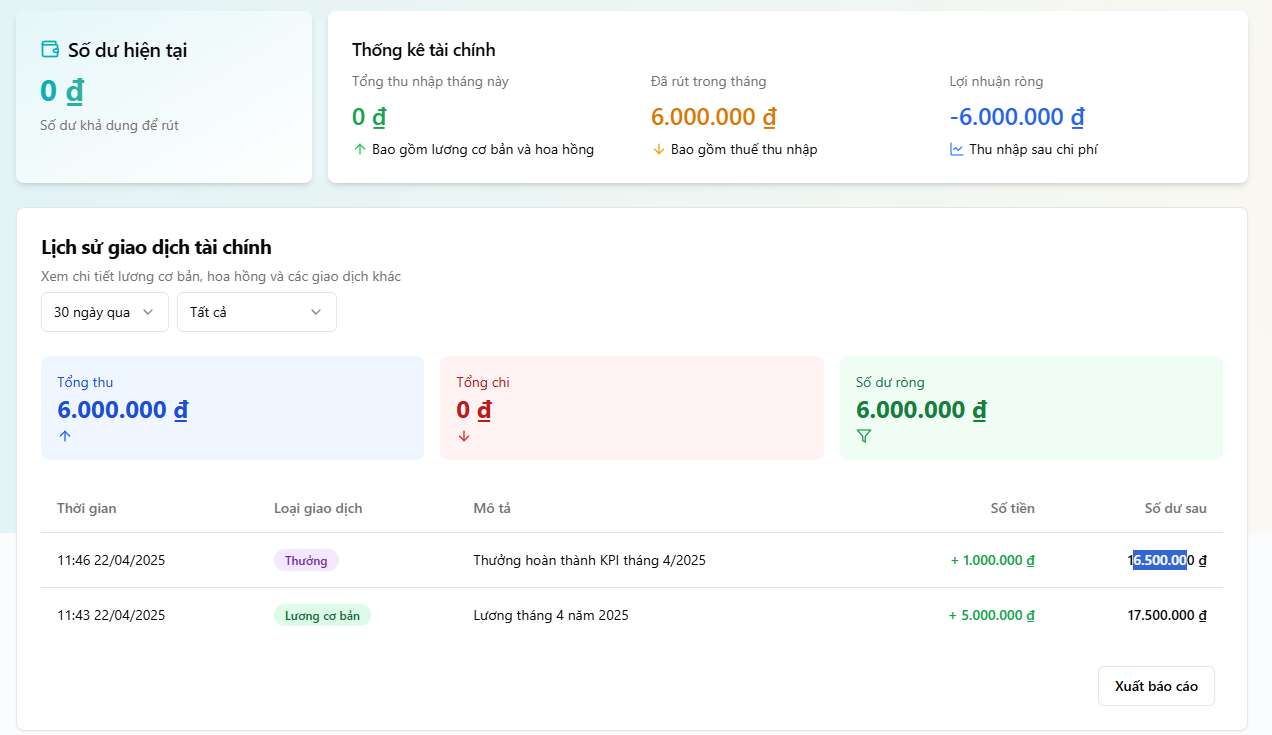 Số dư hiện tại
0 ₫
Số dư khả dụng để rút
Thống kê tài chính
Tổng thu nhập tháng này
0 ₫
Bao gồm lương cơ bản và hoa hồng
Đã rút trong tháng
6.000.000 ₫
Bao gồm thuế thu nhập
Lợi nhuận ròng
-6.000.000 ₫
Thu nhập sau chi phí
Lịch sử giao dịch tài chính
Xem chi tiết lương cơ bản, hoa hồng và các giao dịch khác
30 ngày qua Tất cả
Tổng thu
6.000.000 ₫
Tổng chi
0 ₫
Số dư ròng
6.000.000 ₫
Thời gian Loại giao dịch Mô tả Số tiền Số dư sau
11:46 22/04/2025 Thưởng Thưởng hoàn thành KPI tháng 4/2025 + 1.000.000 ₫ 16.500.000 ₫
11:43 22/04/2025 Lương cơ bản Lương tháng 4 năm 2025 + 5.000.000 ₫ 17.500.000 ₫
Xuất báo cáo